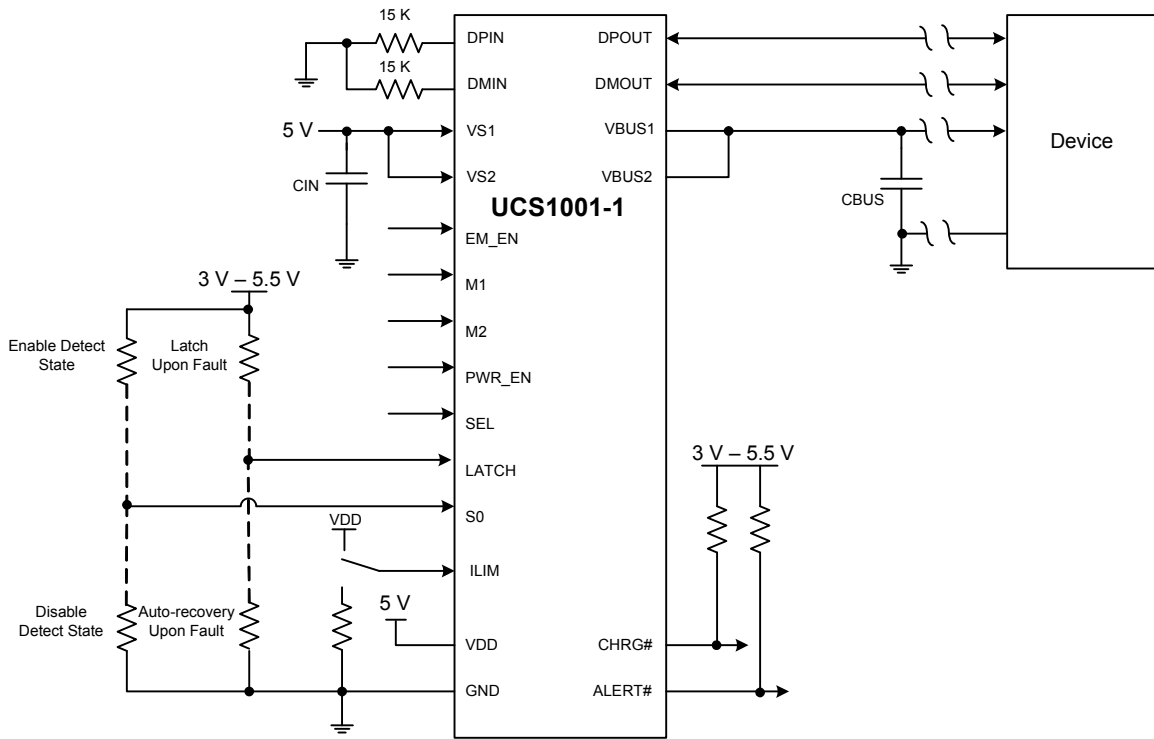 15 K
DPIN
DPOUT
15 K
DMIN
DMOUT
5 V
VS1
VBUS1
Device
CIN
VS2
VBUS2
CBUS
UCS1001-1
EM_EN
3 V – 5.5 V
M1
M2
Enable Detect
State
Latch
Upon Fault
PWR_EN
SEL
3 V – 5.5 V
LATCH
S0
VDD
ILIM
5 V
Disable
Detect State
Auto-recovery
Upon Fault
VDD
CHRG#
GND
ALERT#